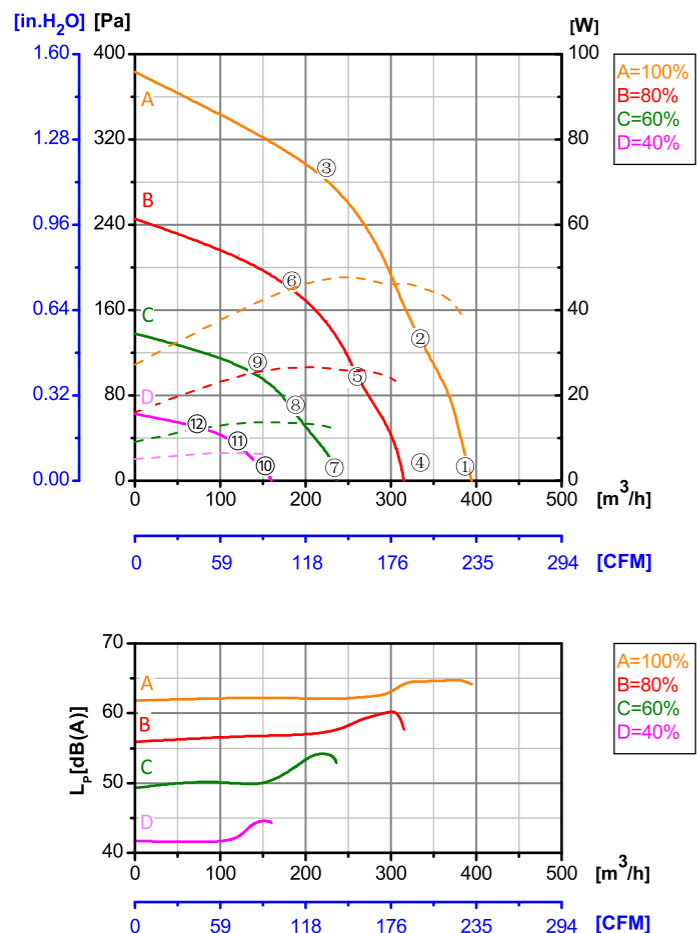 [in.H2O] [Pa] [W]
1.60 400 100
A=100%
B=80%
C=60%
D=40%
A
1.28 320 80
③
B
0.96 240 60
⑥
C
0.64 160 40
②
⑨
⑤
D
0.32 80 20
⑧
⑫
⑪
⑩ ⑦ ④ ①
0.00 0 0
0 100 200 300 400 500 [m3/h]
0 59 118 176 235 294 [CFM]
70
A=100%
B=80%
C=60%
D=40%
A
60
B
LP[dB(A)]
C
50
D
40
0 100 200 300 400 500 [m3/h]
0 59 118 176 235 294 [CFM]